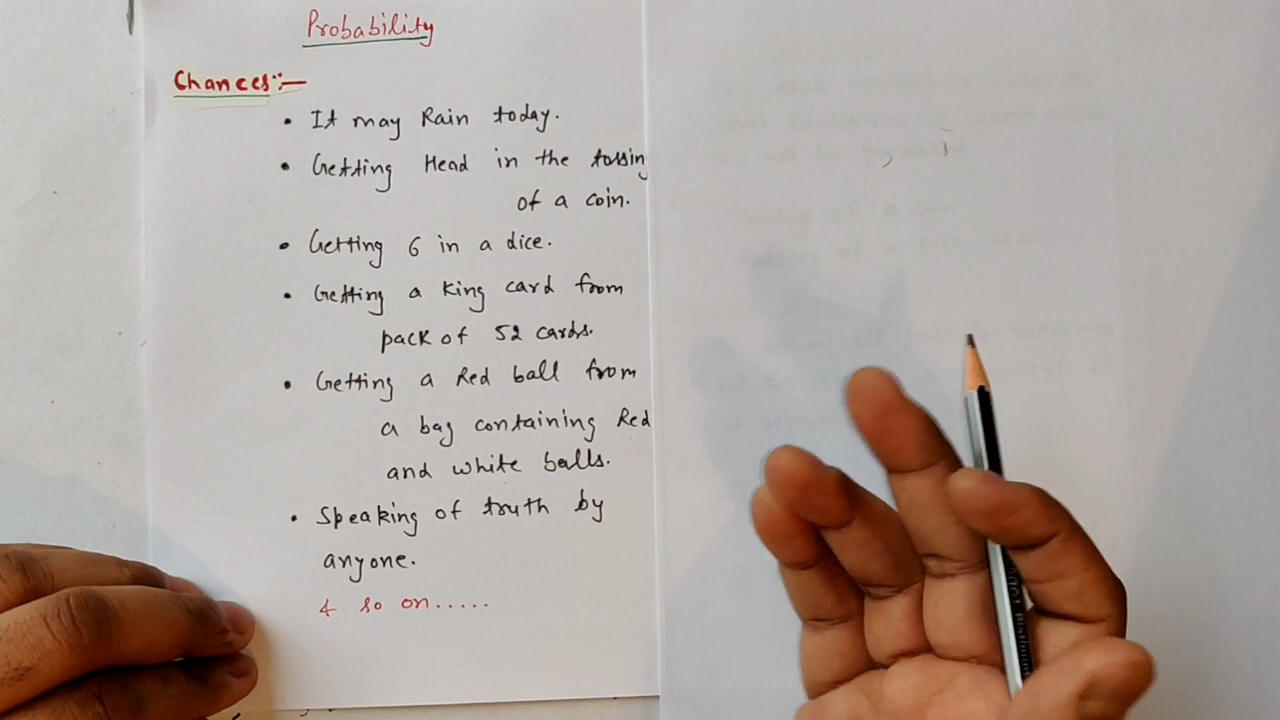 Probability
Chances:-
• It may Rain today.
• Getting Head in the tossing
of a coin.
• Getting 6 in a dice.
• Getting a King card from
pack of 52 cards.
• Getting a Red ball from
a bag containing Red
and white balls.
• Speaking of truth by
anyone.
& so on.....